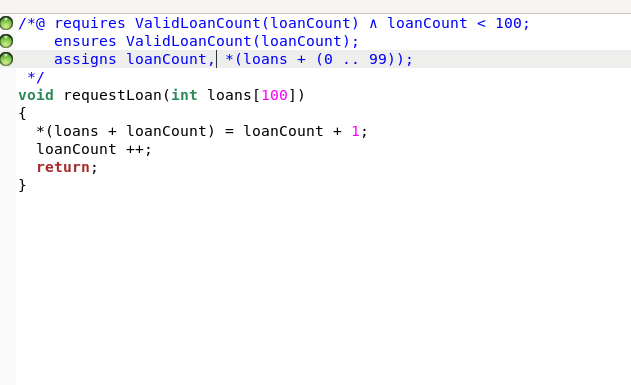 /*@ requires ValidLoanCount(loanCount) ∧ loanCount < 100;
    ensures ValidLoanCount(loanCount);
    assigns loanCount, *(loans + (0 .. 99));
 */
void requestLoan(int loans[100])
{
  *(loans + loanCount) = loanCount + 1;
  loanCount ++;
  return;
}